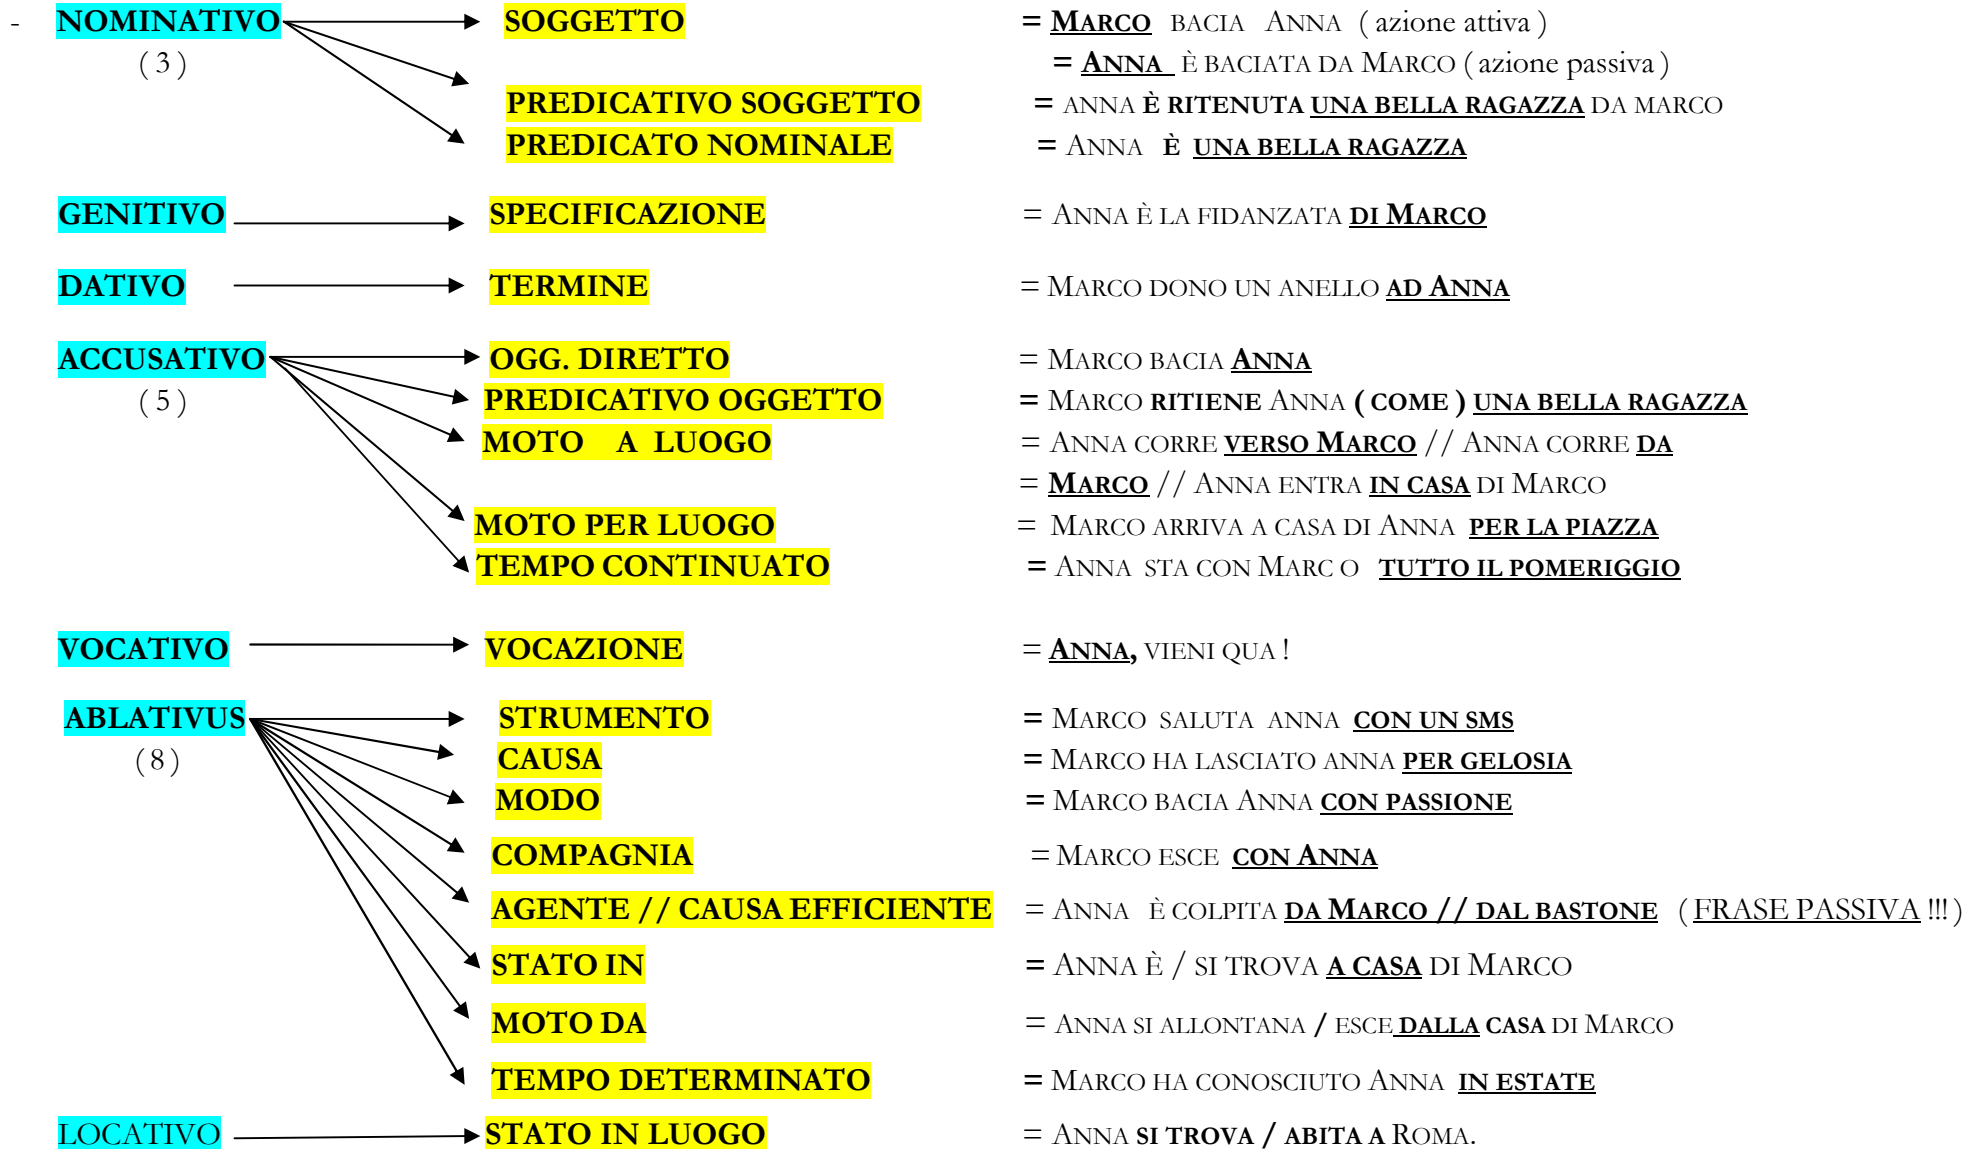 - NOMINATIVO SOGGETTO = MARCO BACIA ANNA ( azione attiva )
( 3 ) = ANNA È BACIATA DA MARCO ( azione passiva )
PREDICATIVO SOGGETTO = ANNA È RITENUTA UNA BELLA RAGAZZA DA MARCO
PREDICATO NOMINALE = ANNA È UNA BELLA RAGAZZA
GENITIVO SPECIFICAZIONE = ANNA È LA FIDANZATA DI MARCO
DATIVO TERMINE = MARCO DONO UN ANELLO AD ANNA
ACCUSATIVO OGG. DIRETTO = MARCO BACIA ANNA
( 5 ) PREDICATIVO OGGETTO = MARCO RITIENE ANNA ( COME ) UNA BELLA RAGAZZA
MOTO A LUOGO = ANNA CORRE VERSO MARCO // ANNA CORRE DA
= MARCO // ANNA ENTRA IN CASA DI MARCO
MOTO PER LUOGO = MARCO ARRIVA A CASA DI ANNA PER LA PIAZZA
TEMPO CONTINUATO = ANNA STA CON MARC O TUTTO IL POMERIGGIO
VOCATIVO VOCAZIONE = ANNA, VIENI QUA !
ABLATIVUS STRUMENTO = MARCO SALUTA ANNA CON UN SMS
( 8 ) CAUSA = MARCO HA LASCIATO ANNA PER GELOSIA
MODO = MARCO BACIA ANNA CON PASSIONE
COMPAGNIA = MARCO ESCE CON ANNA
AGENTE // CAUSA EFFICIENTE = ANNA È COLPITA DA MARCO // DAL BASTONE ( FRASE PASSIVA !!! )
STATO IN = ANNA È / SI TROVA A CASA DI MARCO
MOTO DA = ANNA SI ALLONTANA / ESCE DALLA CASA DI MARCO
TEMPO DETERMINATO = MARCO HA CONOSCIUTO ANNA IN ESTATE
LOCATIVO STATO IN LUOGO = ANNA SI TROVA / ABITA A ROMA.